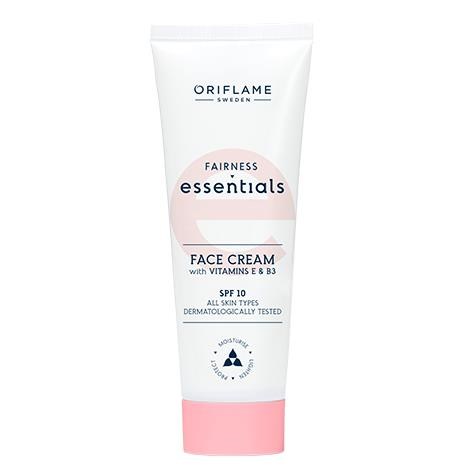 ORIFLAME
SWEDEN
FAIRNESS
essentials
FACE CREAM
with VITAMINS E & B3
SPF 10
ALL SKIN TYPES
DERMATOLOGICALLY TESTED
MOISTURISE • LIGHTEN • PROTECT •